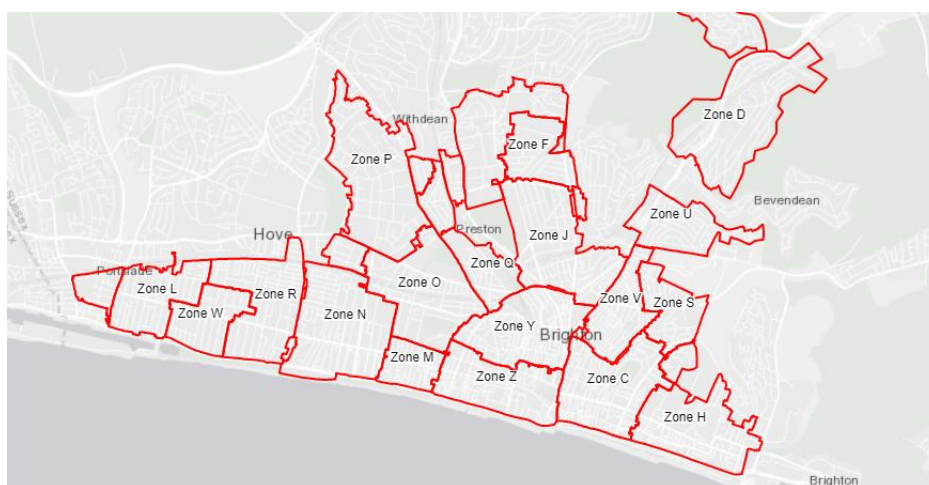 Withdean
Zone D
Zone F
Zone P
Bevendean
Zone U
Hove
Preston
Zone J
Sussex
Portslade
Zone Q
Zone L
Zone R
Zone O
Zone V
Zone S
Zone W
Zone N
Zone Y
Brighton
Zone M
Zone Z
Zone C
Zone H
Brighton